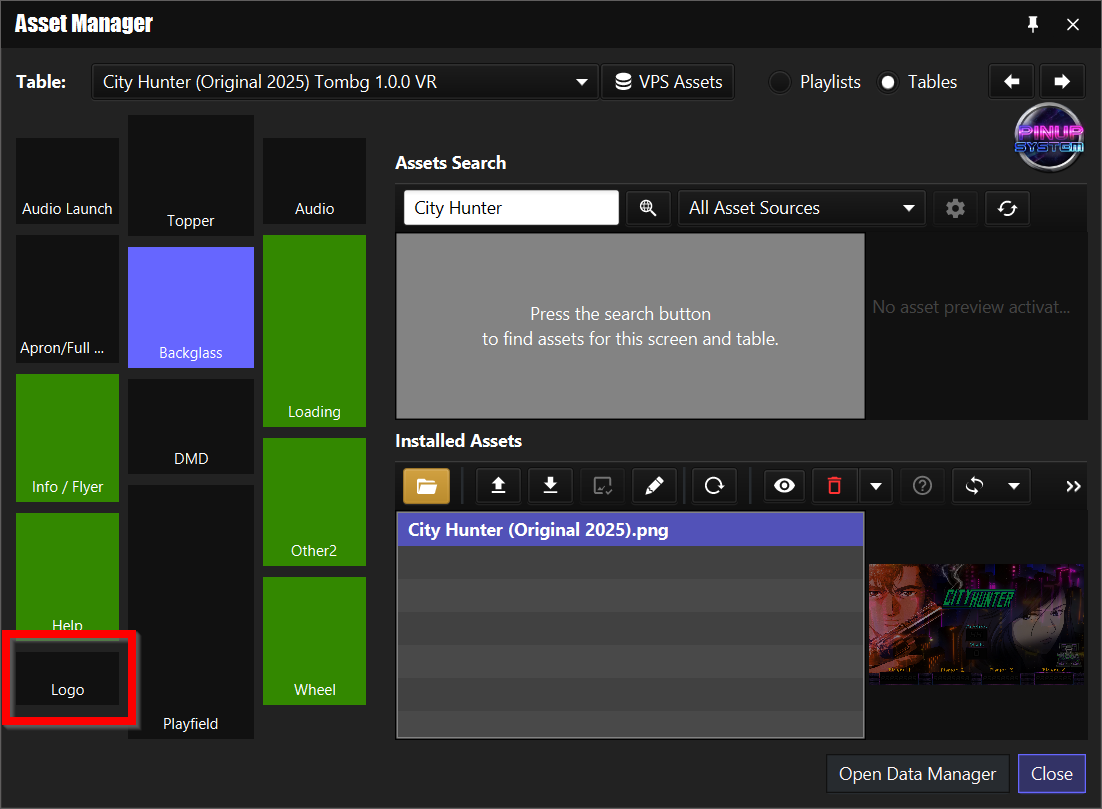 Asset Manager
Table:
City Hunter (Original 2025) Tombg 1.0.0 VR
VPS Assets
Playlists
Tables
PINUP
SYSTEM
Audio Launch
Topper
Audio
Apron/Full ...
Backglass
Loading
Info / Flyer
DMD
Other2
Help
Logo
Playfield
Wheel
Assets Search
City Hunter
All Asset Sources
Press the search button
to find assets for this screen and table.
No asset preview activat...
Installed Assets
City Hunter (Original 2025).png
CITY HUNTER
Open Data Manager
Close